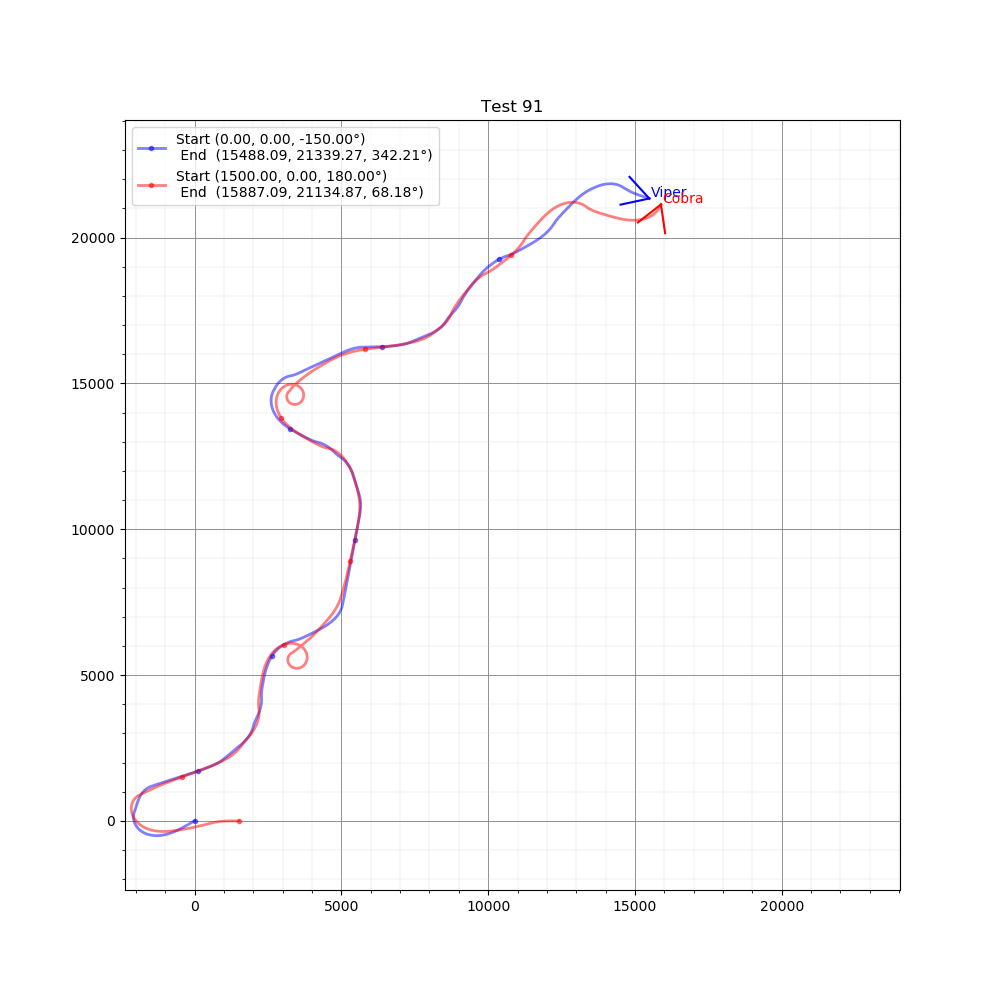 Test 91
Start (0.00, 0.00, -150.00°)
End (15488.09, 21339.27, 342.21°)
Start (1500.00, 0.00, 180.00°)
End (15887.09, 21134.87, 68.18°)
Viper
Cobra
20000
15000
10000
5000
0
0
5000
10000
15000
20000